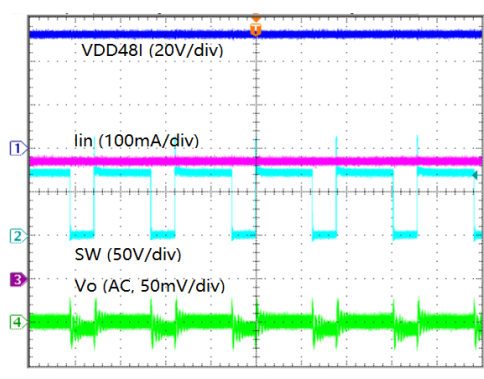 T
VDD48I (20V/div)
1
Iin (100mA/div)
2
SW (50V/div)
3
Vo (AC, 50mV/div)
4